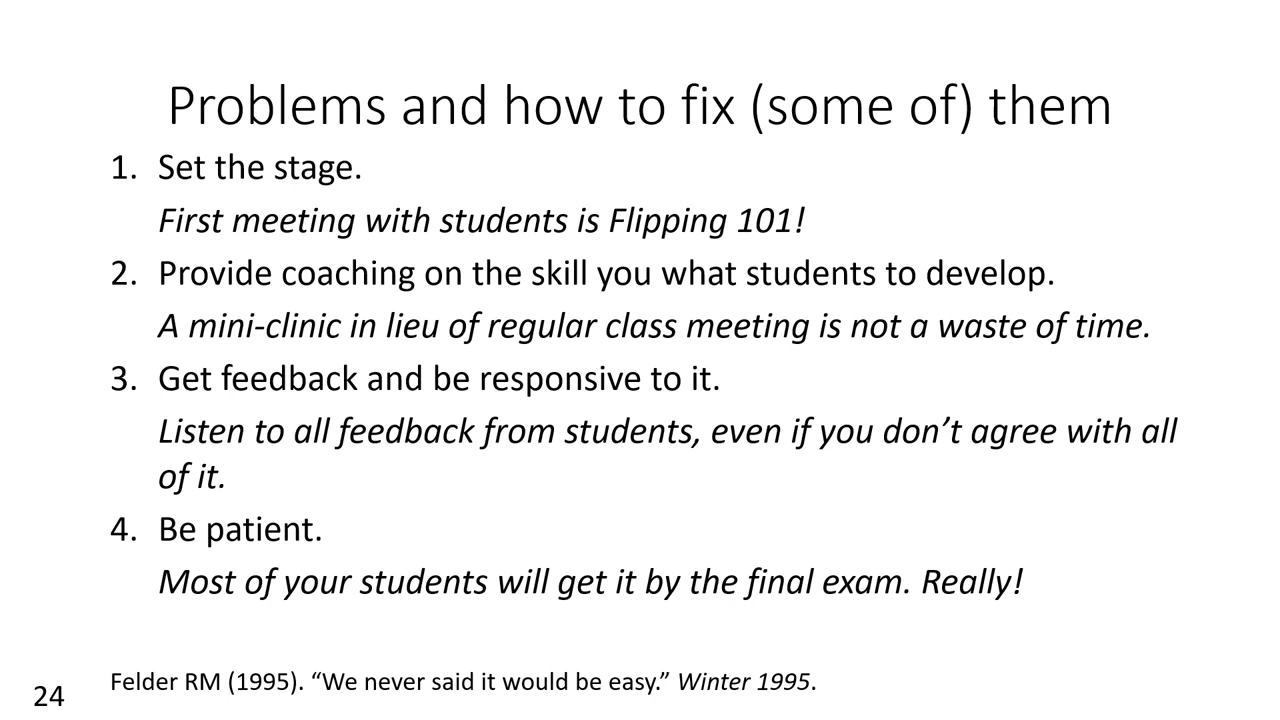 Problems and how to fix (some of) them
1. Set the stage.
First meeting with students is Flipping 101!
2. Provide coaching on the skill you what students to develop.
A mini-clinic in lieu of regular class meeting is not a waste of time.
3. Get feedback and be responsive to it.
Listen to all feedback from students, even if you don’t agree with all
of it.
4. Be patient.
Most of your students will get it by the final exam. Really!
Felder RM (1995). “We never said it would be easy.” Winter 1995.
24